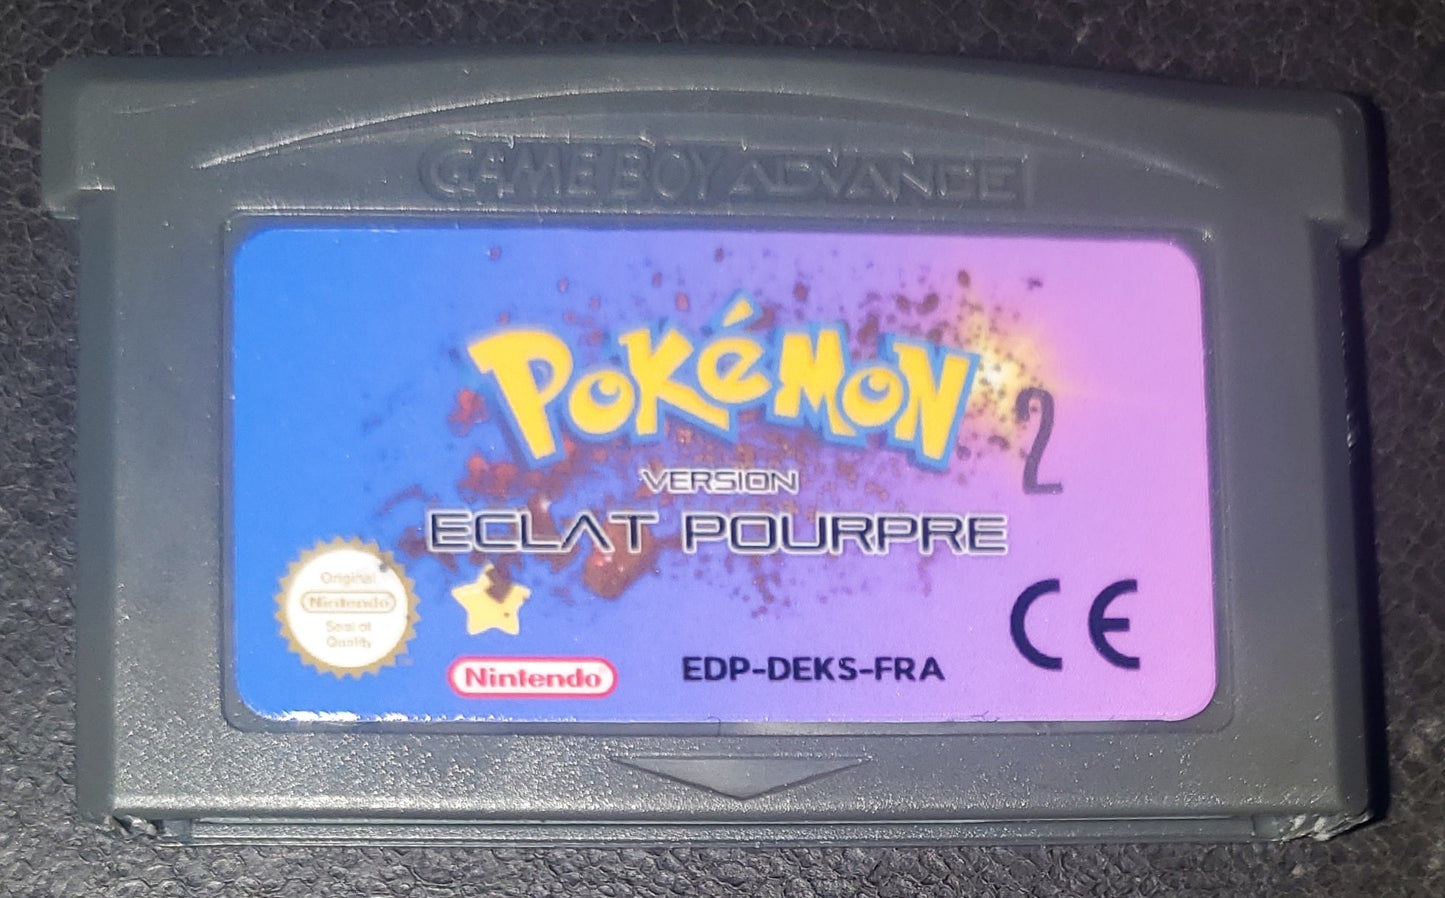 GAME BOY ADVANCE
POKéMON
2
VERSION
ECLAT POURPRE
Original
Nintendo
Seal of
Quality
Nintendo
EDP-DEKS-FRA
CE